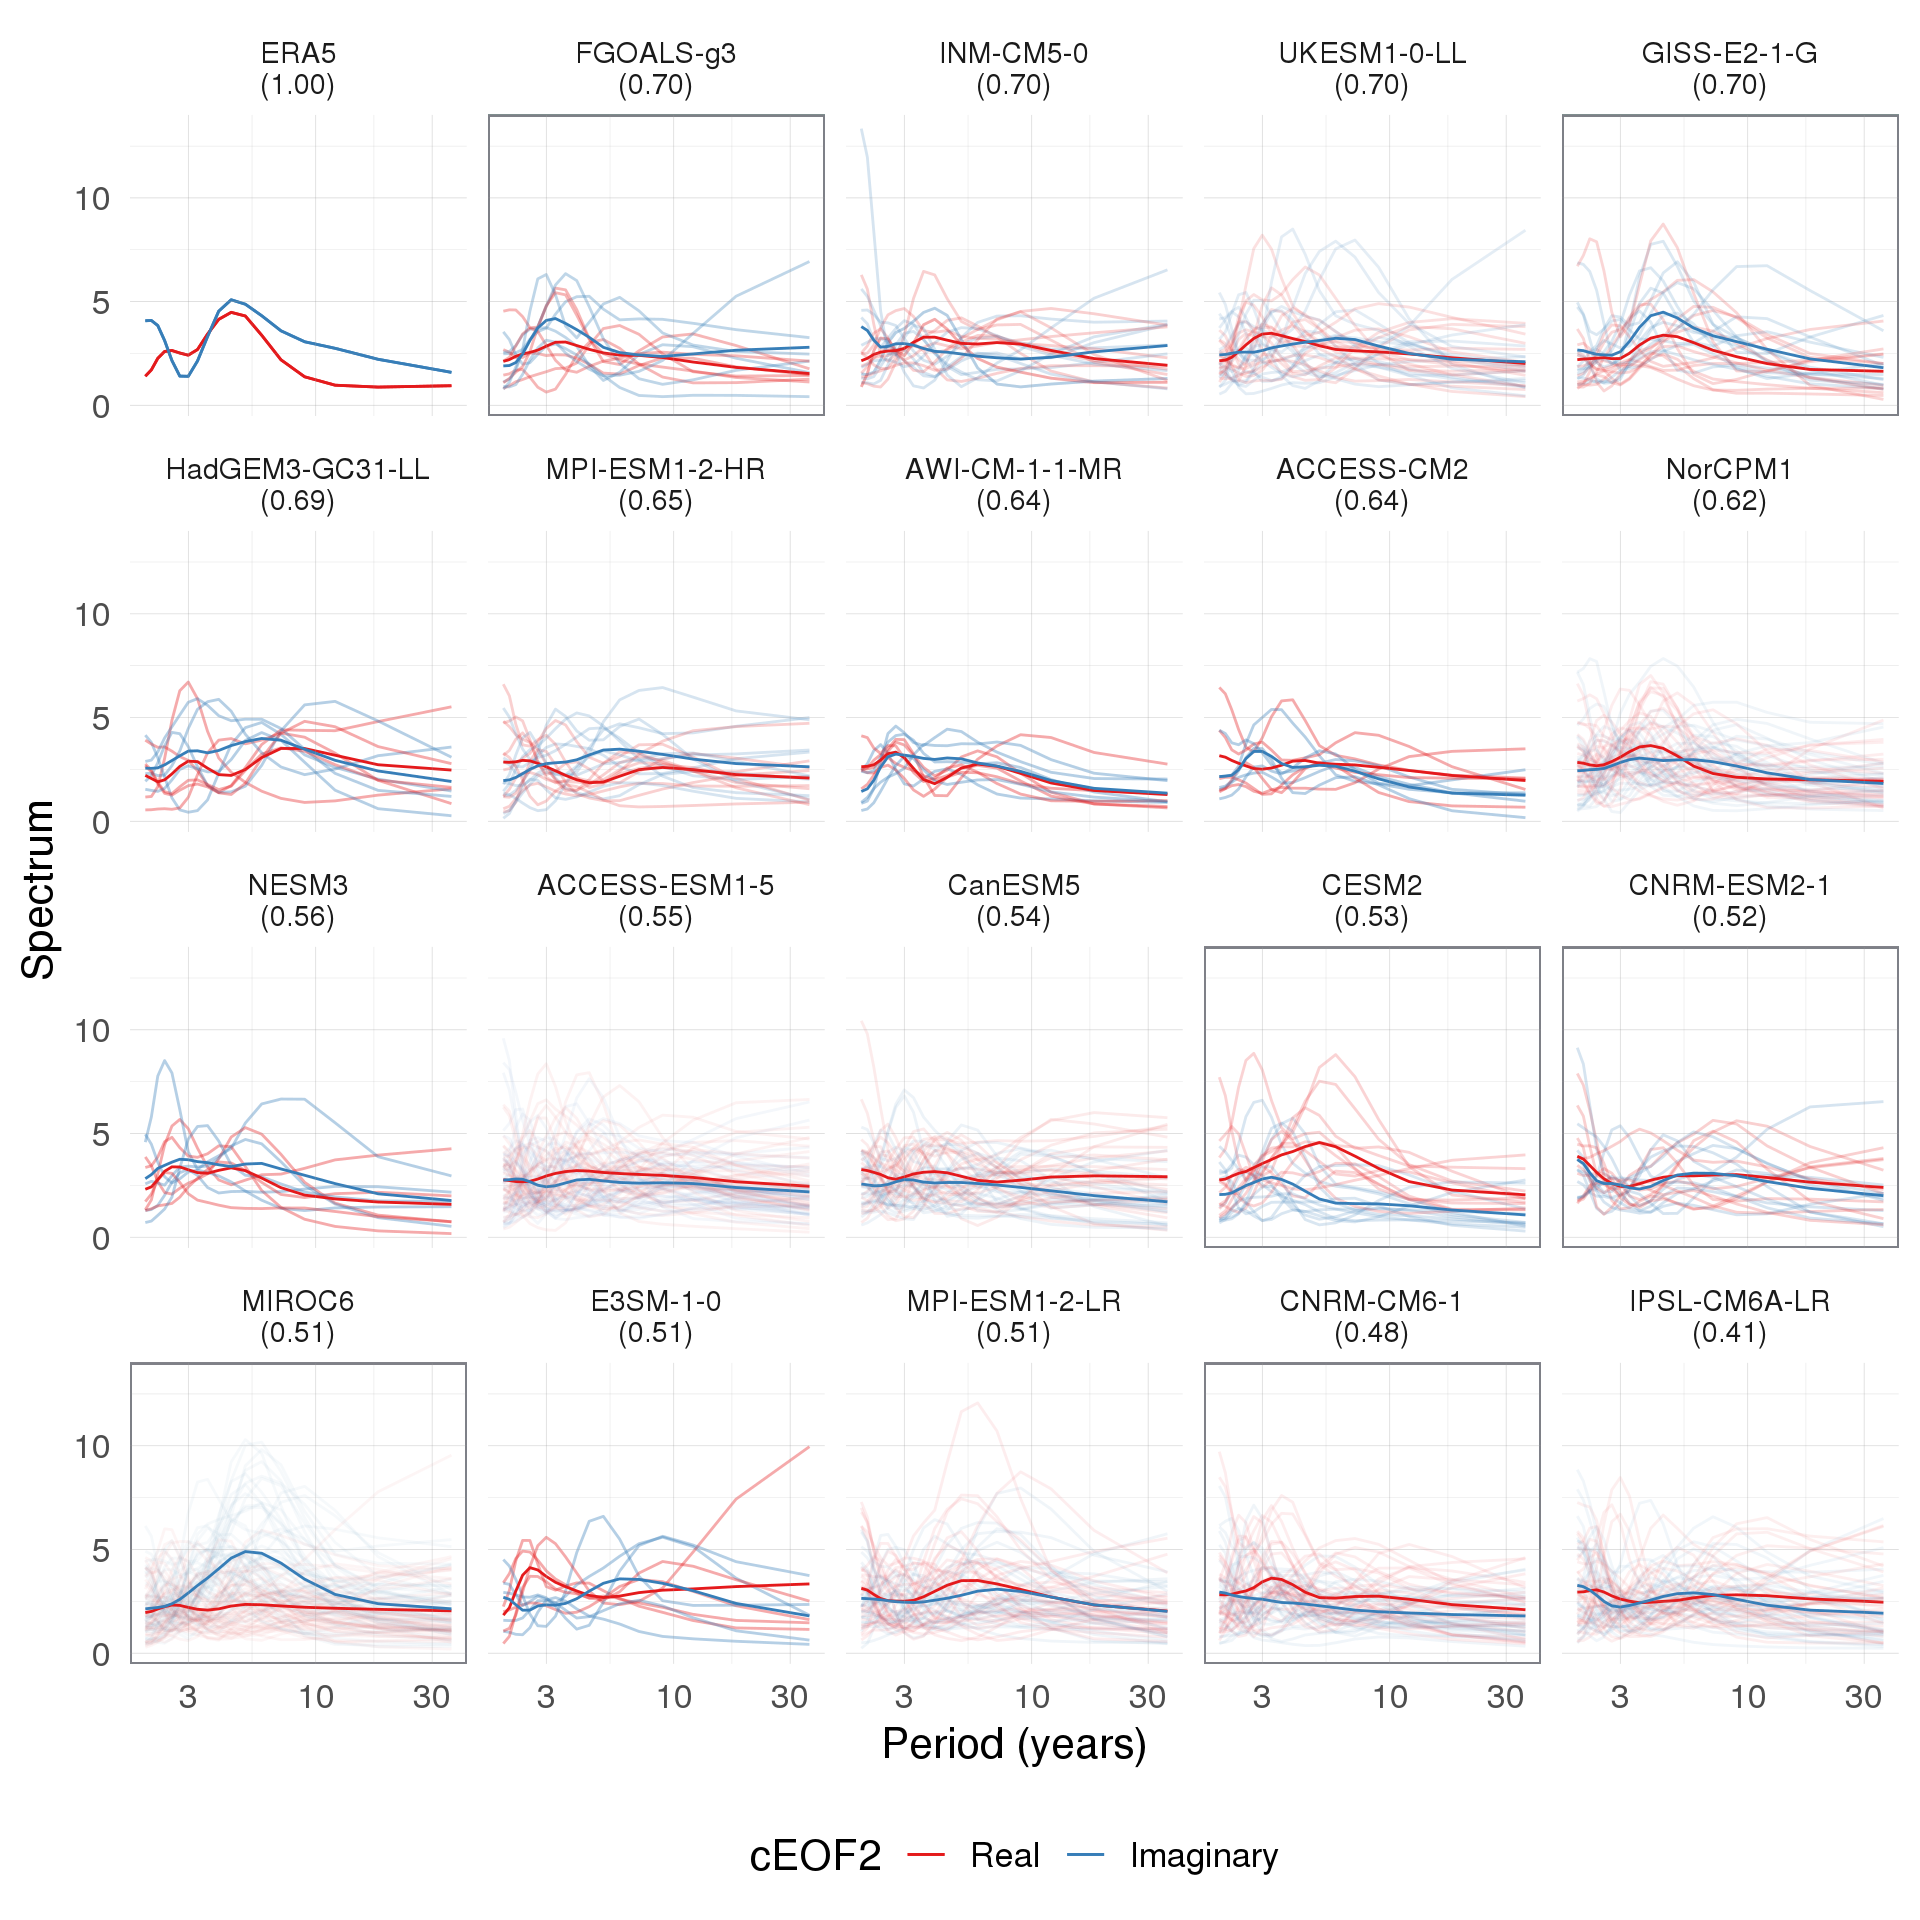 ERA5
(1.00)
FGOALS-g3
(0.70)
INM-CM5-0
(0.70)
UKESM1-0-LL
(0.70)
GISS-E2-1-G
(0.70)
10
5
0
HadGEM3-GC31-LL
(0.69)
MPI-ESM1-2-HR
(0.65)
AWI-CM-1-1-MR
(0.64)
ACCESS-CM2
(0.64)
NorCPM1
(0.62)
10
5
0
Spectrum
NESM3
(0.56)
ACCESS-ESM1-5
(0.55)
CanESM5
(0.54)
CESM2
(0.53)
CNRM-ESM2-1
(0.52)
10
5
0
MIROC6
(0.51)
E3SM-1-0
(0.51)
MPI-ESM1-2-LR
(0.51)
CNRM-CM6-1
(0.48)
IPSL-CM6A-LR
(0.41)
10
5
0
3 10 30 3 10 30 3 10 30 3 10 30 3 10 30
Period (years)
cEOF2 Real Imaginary